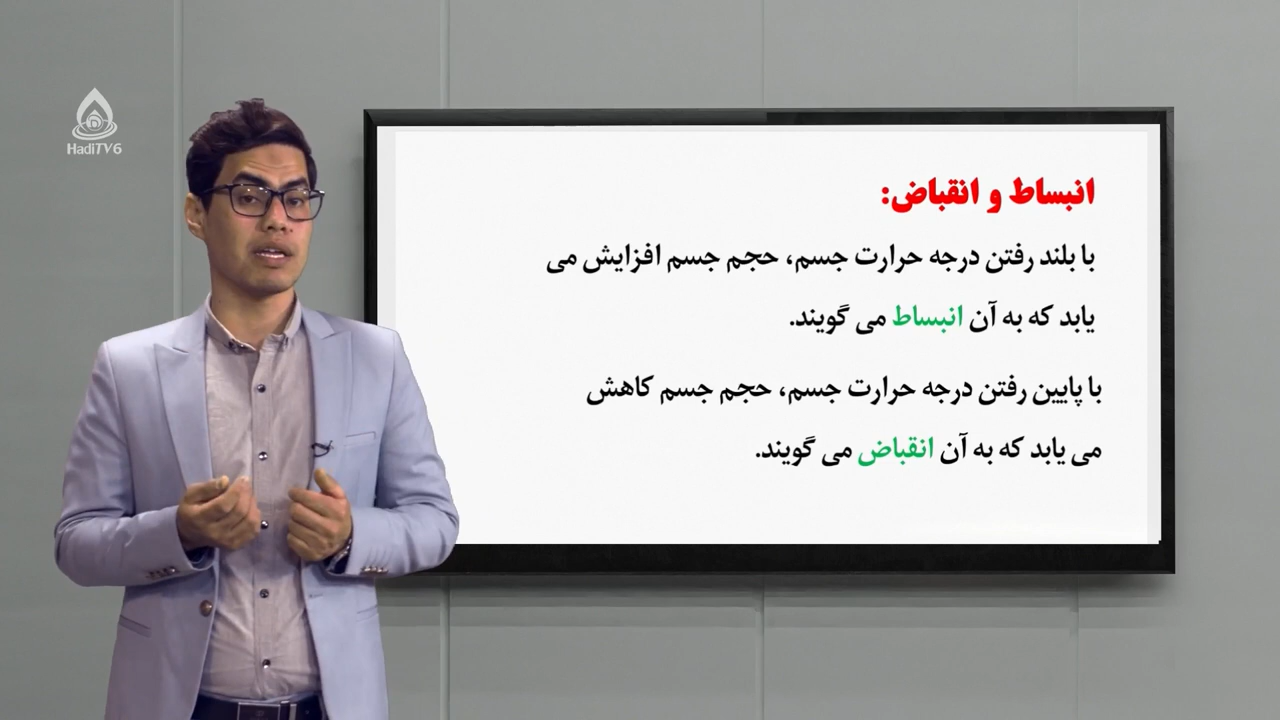 HadiTV6
انبساط و انقباض:
با بلند رفتن درجه حرارت جسم، حجم جسم افزایش می
یابد که به آن انبساط می گویند.
با پایین رفتن درجه حرارت جسم، حجم جسم کاهش
می یابد که به آن انقباض می گویند.